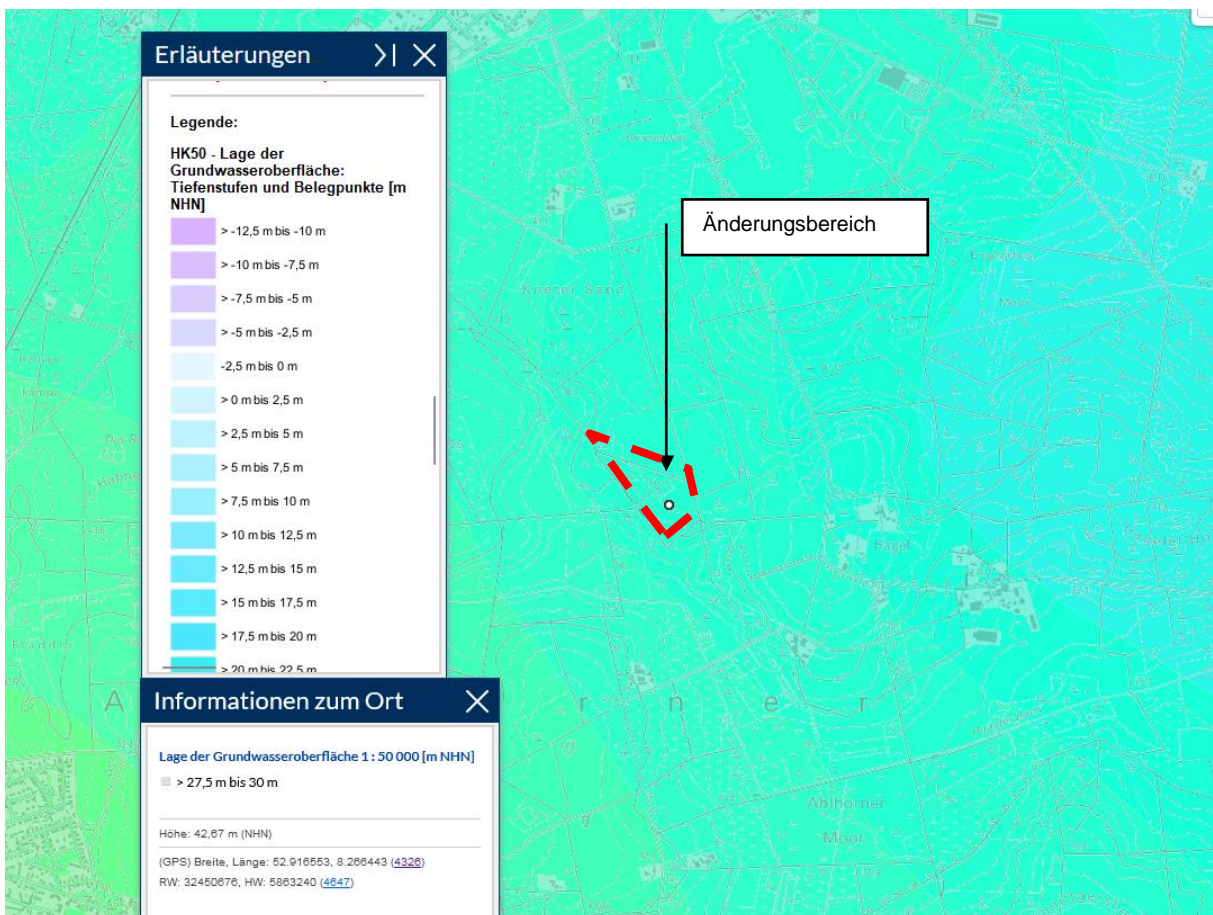 Erläuterungen
Legende:
HK50 - Lage der
Grundwasseroberfläche:
Tiefenstufen und Belegpunkte [m
NHN]
> -12,5 m bis -10 m
> -10 m bis -7,5 m
> -7,5 m bis -5 m
> -5 m bis -2,5 m
-2,5 m bis 0 m
> 0 m bis 2,5 m
> 2,5 m bis 5 m
> 5 m bis 7,5 m
> 7,5 m bis 10 m
> 10 m bis 12,5 m
> 12,5 m bis 15 m
> 15 m bis 17,5 m
> 17,5 m bis 20 m
> 20 m bis 22,5 m
Änderungsbereich
Kneter Sand
Moor
Hagel
A
r n e r
Ahlhorner
Moor
Informationen zum Ort
Lage der Grundwasseroberfläche 1 : 50 000 [m NHN]
> 27,5 m bis 30 m
Höhe: 42,67 m (NHN)
(GPS) Breite, Länge: 52.916553, 8.266443 (4326)
RW: 32450676, HW: 5863240 (4647)